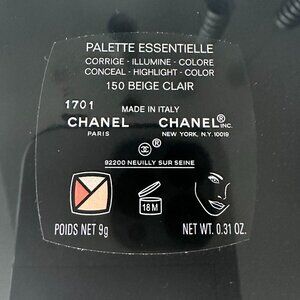 PALETTE ESSENTIELLE
CORRIGE - ILLUMINE - COLORE
CONCEAL - HIGHLIGHT - COLOR
150 BEIGE CLAIR
1701
MADE IN ITALY
CHANEL CHANEL® INC.
PARIS NEW YORK, N.Y. 10019
92200 NEUILLY SUR SEINE
18 M
POIDS NET 9g NET WT. 0.31 OZ.